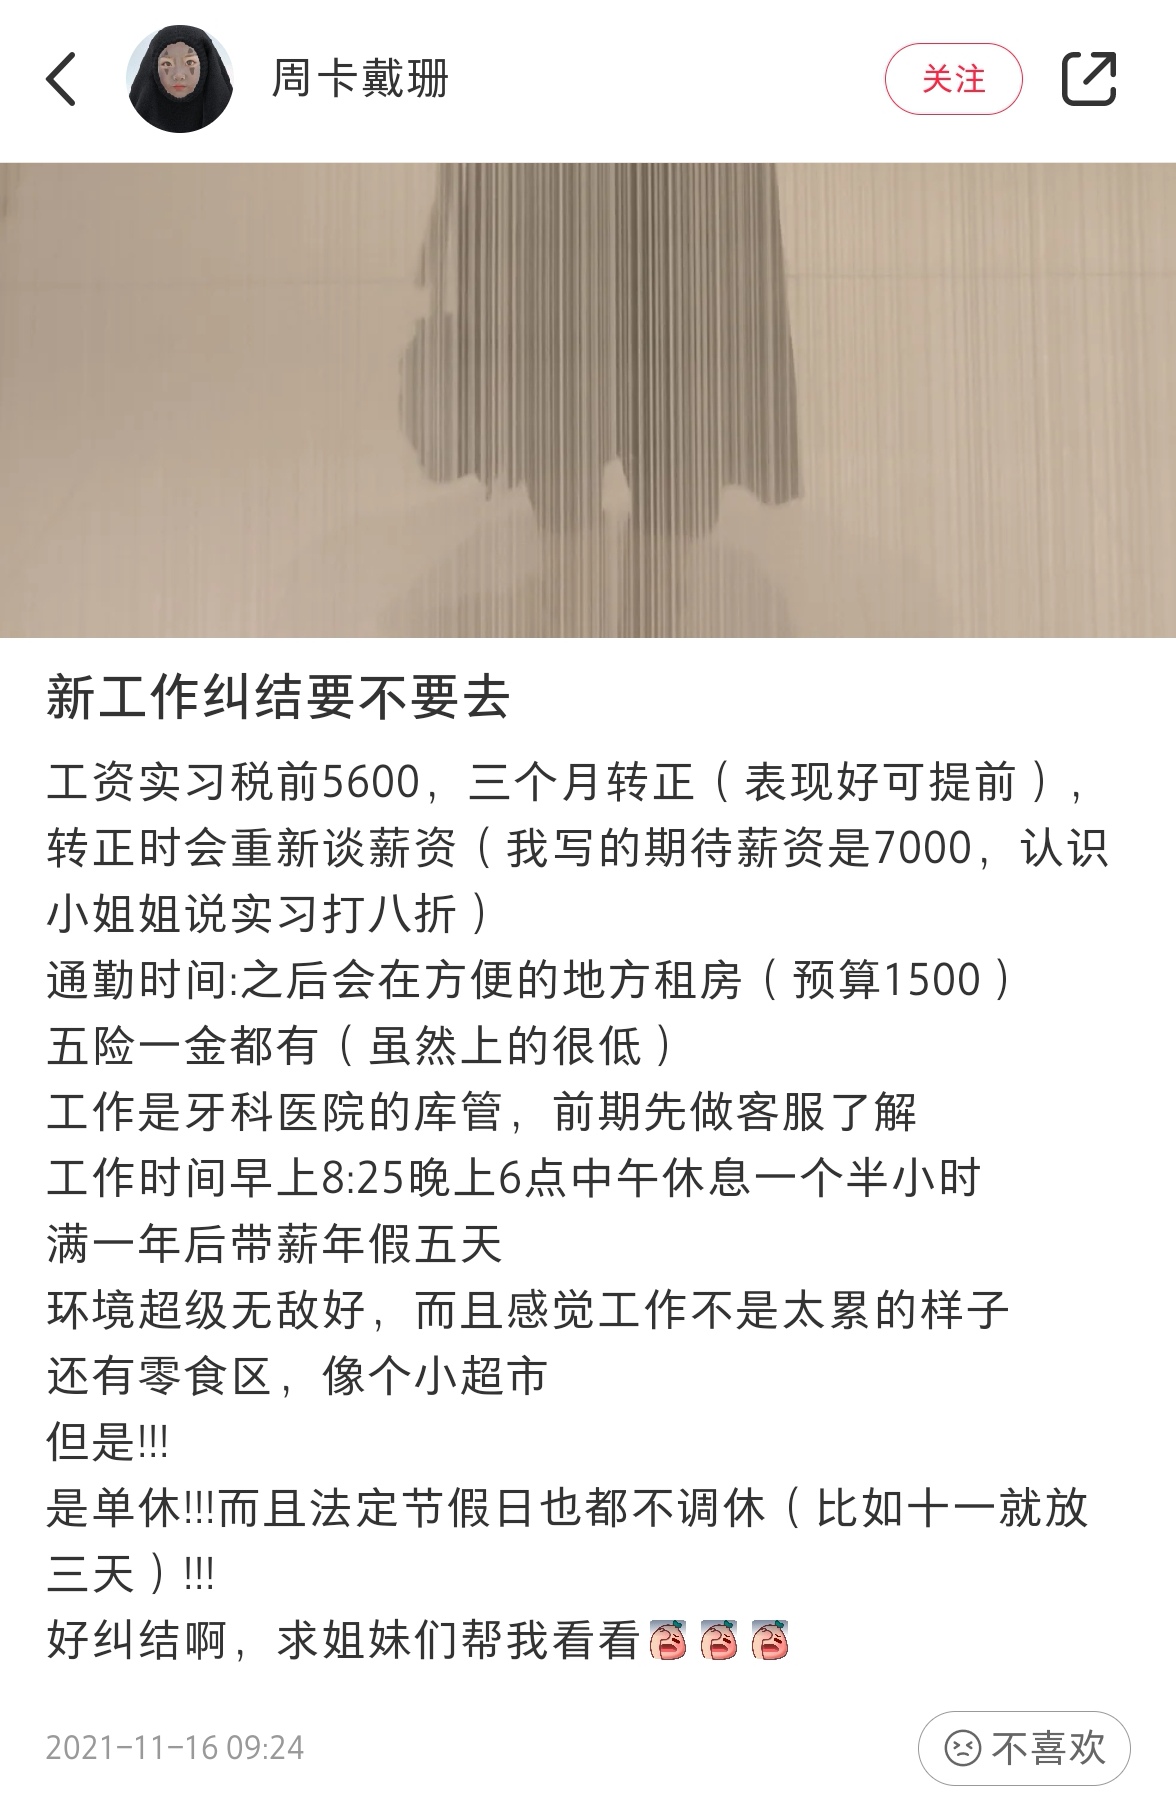 周卡戴珊
关注
新工作纠结要不要去
工资实习税前5600，三个月转正（表现好可提前），
转正时会重新谈薪资（我写的期待薪资是7000，认识
小姐姐说实习打八折）
通勤时间:之后会在方便的地方租房（预算1500）
五险一金都有（虽然上的很低）
工作是牙科医院的库管，前期先做客服了解
工作时间早上8:25晚上6点中午休息一个半小时
满一年后带薪年假五天
环境超级无敌好，而且感觉工作不是太累的样子
还有零食区，像个小超市
但是!!!
是单休!!!而且法定节假日也都不调休（比如十一就放
三天）!!!
好纠结啊，求姐妹们帮我看看
2021-11-16 09:24
不喜欢